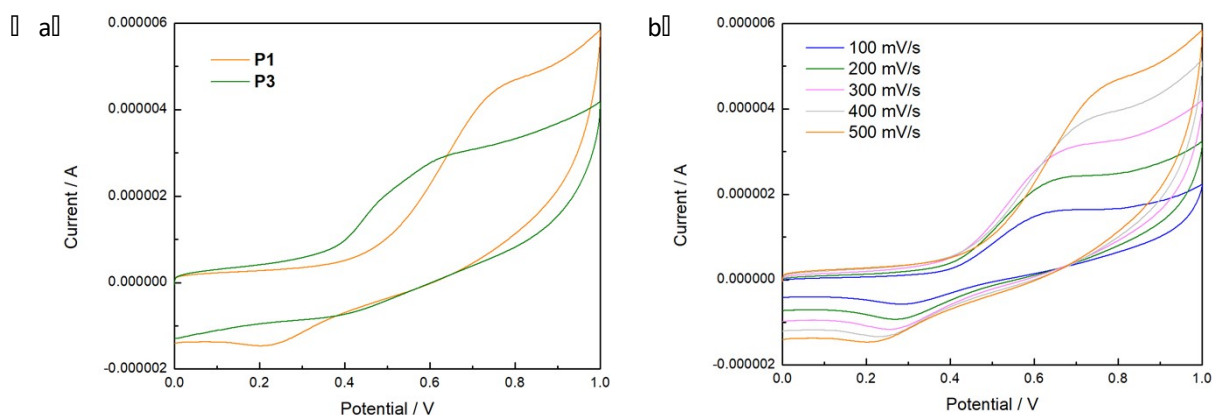 a
P1
P3
0.000006
0.000004
0.000002
0.000000
-0.000002
Current / A
0.0 0.2 0.4 0.6 0.8 1.0
Potential / V
b
100 mV/s
200 mV/s
300 mV/s
400 mV/s
500 mV/s
0.000006
0.000004
0.000002
0.000000
-0.000002
Current / A
0.0 0.2 0.4 0.6 0.8 1.0
Potential / V